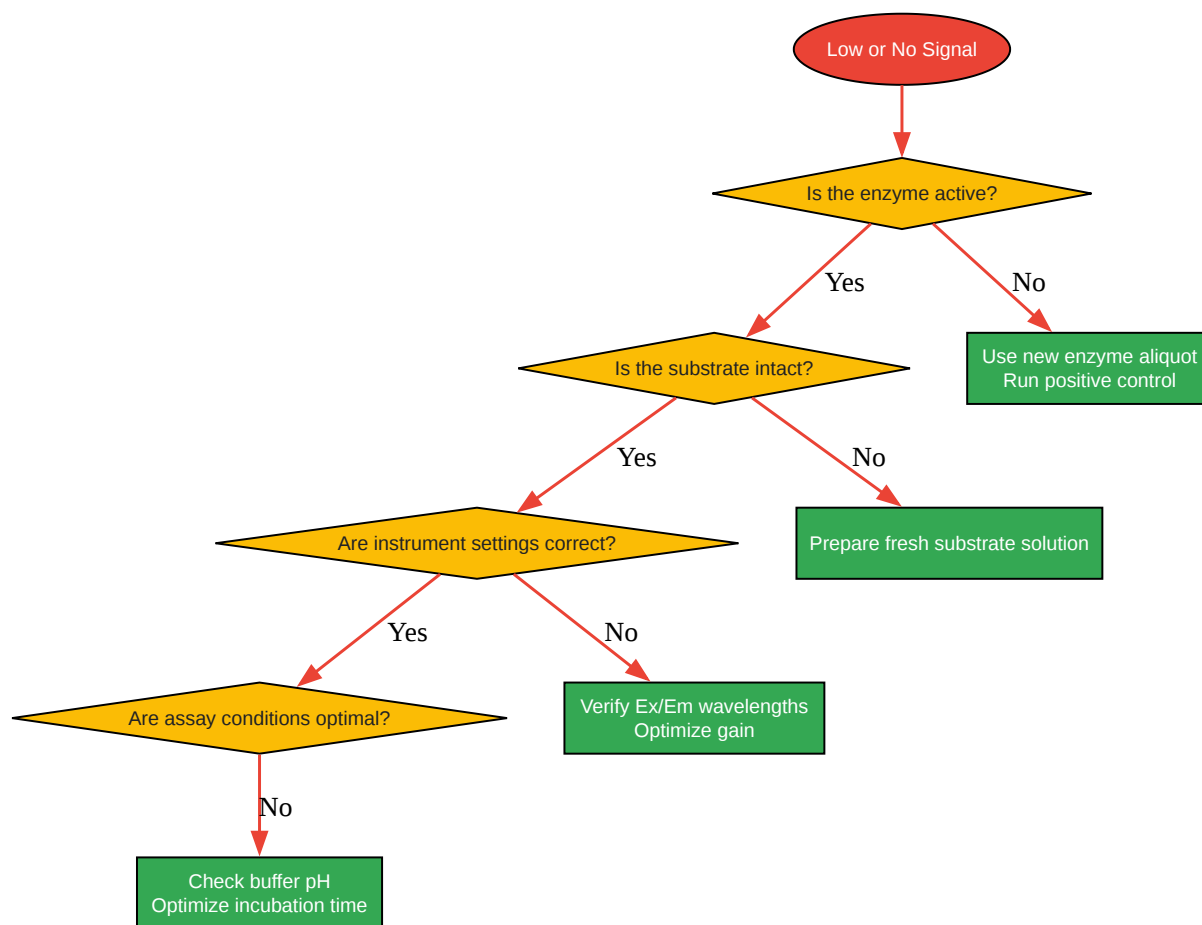 Low or No Signal
Is the enzyme active?
Yes
No
Is the substrate intact?
Use new enzyme aliquot
Run positive control
Yes
No
Are instrument settings correct?
Prepare fresh substrate solution
Yes
No
Are assay conditions optimal?
Verify Ex/Em wavelengths
Optimize gain
No
Check buffer pH
Optimize incubation time